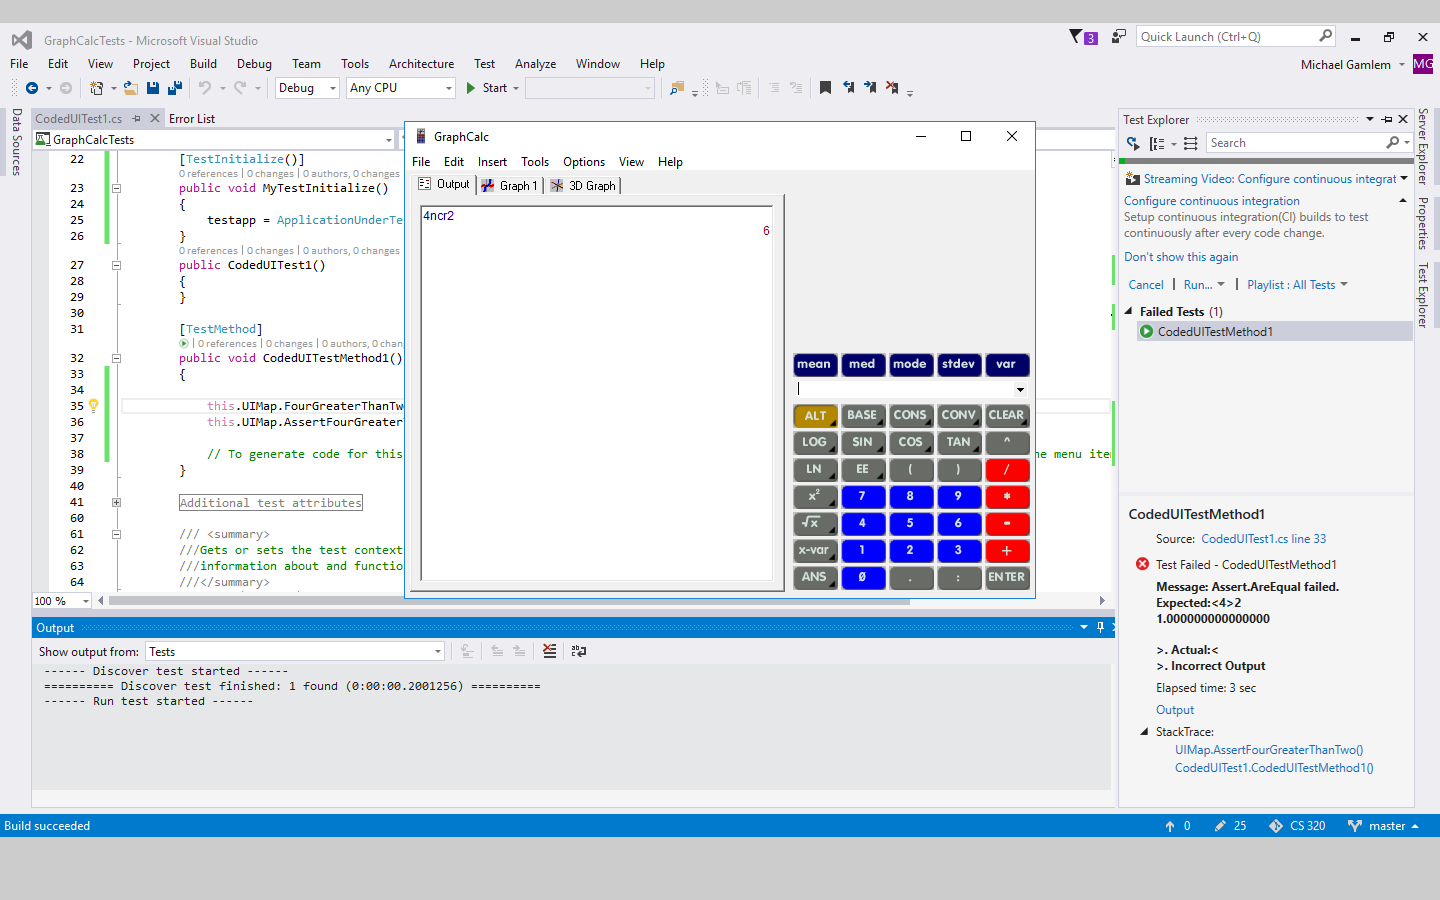 GraphCalcTests - Microsoft Visual Studio
3
Quick Launch (Ctrl+Q)
File Edit View Project Build Debug Team Tools Architecture Test Analyze Window Help
Michael Gamlem
MG
Debug
Any CPU
Start
Data Sources
CodedUITest1.cs
Error List
GraphCalcTests
22 [TestInitialize()]
0 references | 0 changes | 0 authors, 0 changes
23 public void MyTestInitialize()
24 {
25 testapp = ApplicationUnderTe
26 }
0 references | 0 changes | 0 authors, 0 changes
27 public CodedUITest1()
28 {
29 }
30
31 [TestMethod]
0 references | 0 changes | 0 authors, 0 chan
32 public void CodedUITestMethod1()
33 {
34
35 this.UIMap.FourGreaterThanTw
36 this.UIMap.AssertFourGreater
37
38 // To generate code for this
he menu item
39 }
40
41 Additional test attributes
60
61 /// <summary>
62 ///Gets or sets the test context
63 ///information about and functio
64 ///</summary>
100 %
GraphCalc
File Edit Insert Tools Options View Help
Output Graph 1 3D Graph
4ncr2
6
mean med mode stdev var
ALT BASE CONS CONV CLEAR
LOG SIN COS TAN ^
LN EE ( ) /
x² 7 8 9 *
√x 4 5 6 -
x-var 1 2 3 +
ANS 0 . : ENTER
Output
Show output from: Tests
------ Discover test started ------
========== Discover test finished: 1 found (0:00:00.2001256) ==========
------ Run test started ------
Test Explorer
Search
Streaming Video: Configure continuous integrat
Configure continuous integration
Setup continuous integration(CI) builds to test
continuously after every code change.
Don't show this again
Cancel | Run... | Playlist : All Tests
Failed Tests (1)
CodedUITestMethod1
CodedUITestMethod1
Source: CodedUITest1.cs line 33
Test Failed - CodedUITestMethod1
Message: Assert.AreEqual failed.
Expected:<4>2
1.000000000000000
>. Actual:<
>. Incorrect Output
Elapsed time: 3 sec
Output
StackTrace:
UIMap.AssertFourGreaterThanTwo()
CodedUITest1.CodedUITestMethod1()
Server Explorer
Properties
Test Explorer
Build succeeded
0
25
CS 320
master